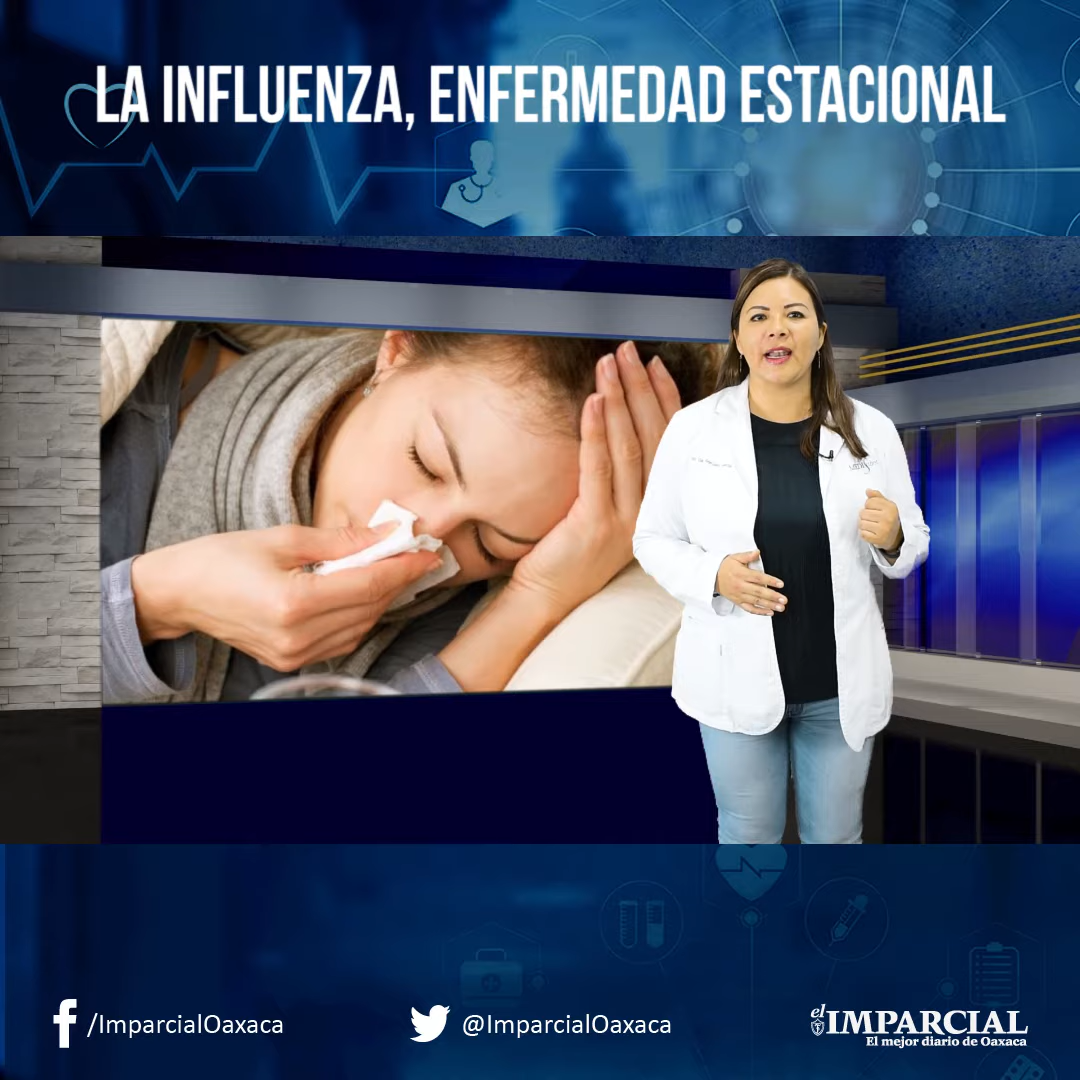 LA INFLUENZA, ENFERMEDAD ESTACIONAL
/ImparcialOaxaca
@ImparcialOaxaca
el
IMPARCIAL
El mejor diario de Oaxaca